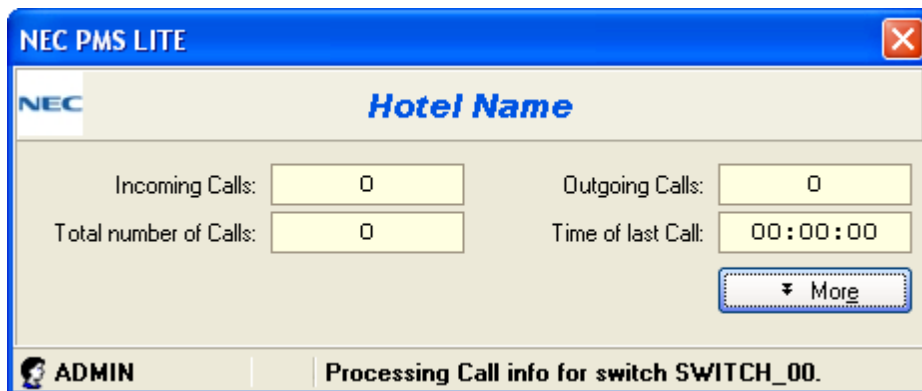 NEC PMS LITE
NEC
Hotel Name
Incoming Calls: 0 Outgoing Calls: 0
Total number of Calls: 0 Time of last Call: 00:00:00
More
ADMIN Processing Call info for switch SWITCH_00.